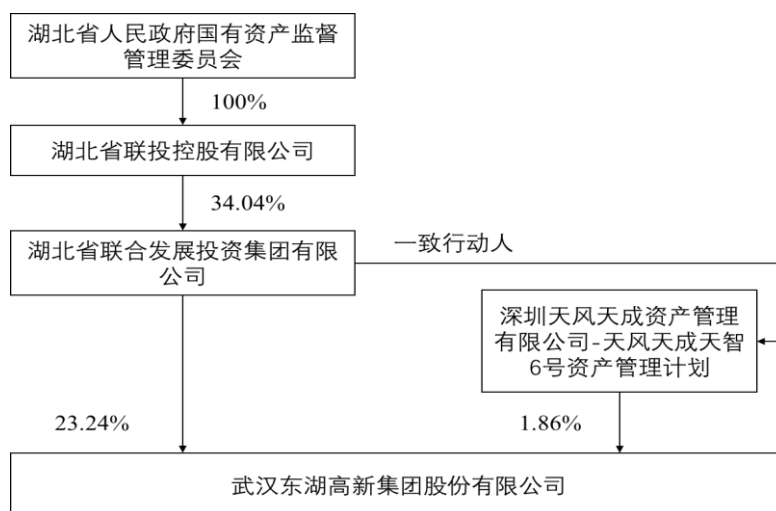 湖北省人民政府国有资产监督
管理委员会
100%
湖北省联投控股有限公司
34.04%
湖北省联合发展投资集团有限
公司
一致行动人
深圳天风天成资产管理
有限公司-天风天成天智
6号资产管理计划
23.24%
1.86%
武汉东湖高新集团股份有限公司